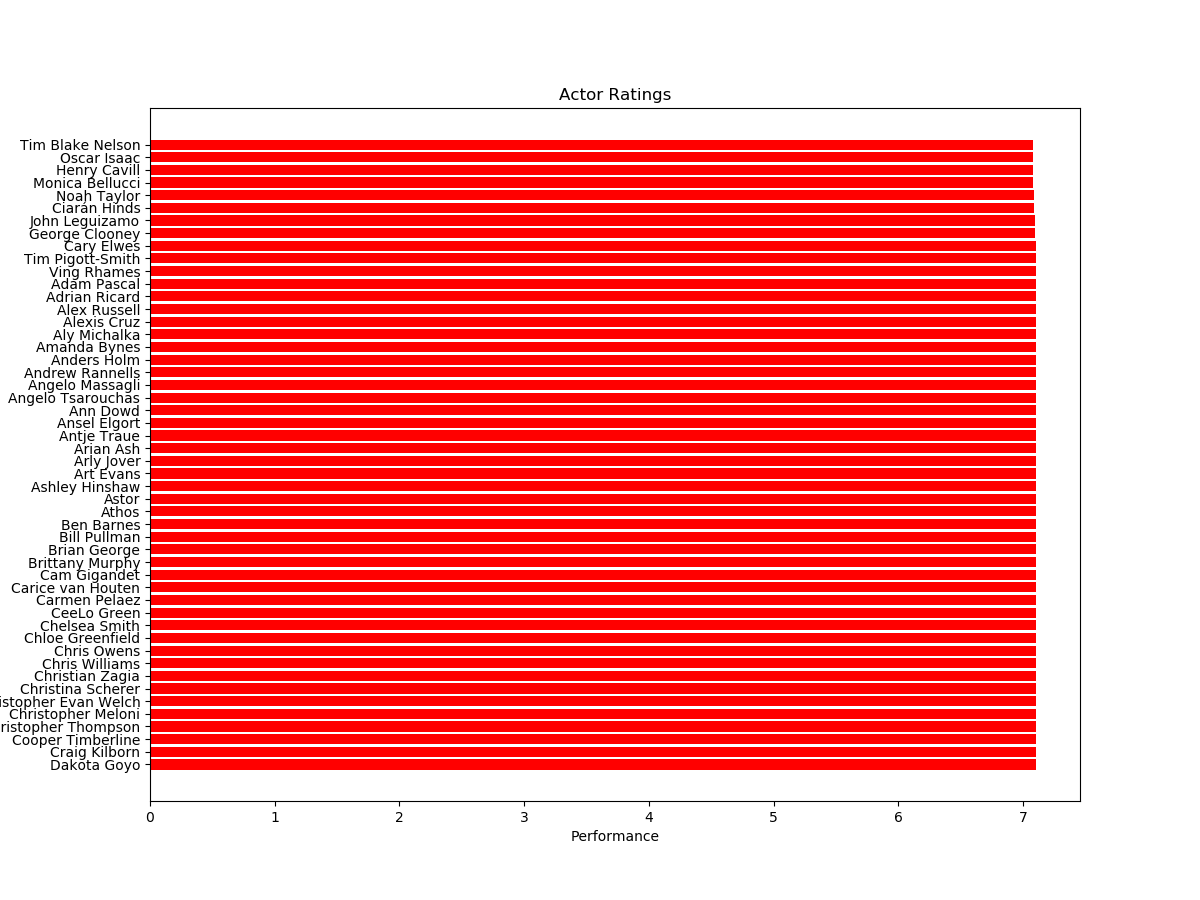 Actor Ratings
Tim Blake Nelson
Oscar Isaac
Henry Cavill
Monica Bellucci
Noah Taylor
Ciarán Hinds
John Leguizamo
George Clooney
Cary Elwes
Tim Pigott-Smith
Ving Rhames
Adam Pascal
Adrian Ricard
Alex Russell
Alexis Cruz
Aly Michalka
Amanda Bynes
Anders Holm
Andrew Rannells
Angelo Massagli
Angelo Tsarouchas
Ann Dowd
Ansel Elgort
Antje Traue
Arian Ash
Arly Jover
Art Evans
Ashley Hinshaw
Astor
Athos
Ben Barnes
Bill Pullman
Brian George
Brittany Murphy
Cam Gigandet
Carice van Houten
Carmen Pelaez
CeeLo Green
Chelsea Smith
Chloe Greenfield
Chris Owens
Chris Williams
Christian Zagia
Christina Scherer
istopher Evan Welch
Christopher Meloni
ristopher Thompson
Cooper Timberline
Craig Kilborn
Dakota Goyo
0 1 2 3 4 5 6 7
Performance